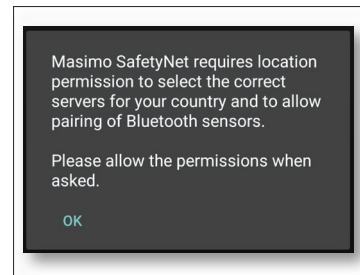 Masimo SafetyNet requires location
permission to select the correct
servers for your country and to allow
pairing of Bluetooth sensors.
Please allow the permissions when
asked.
OK